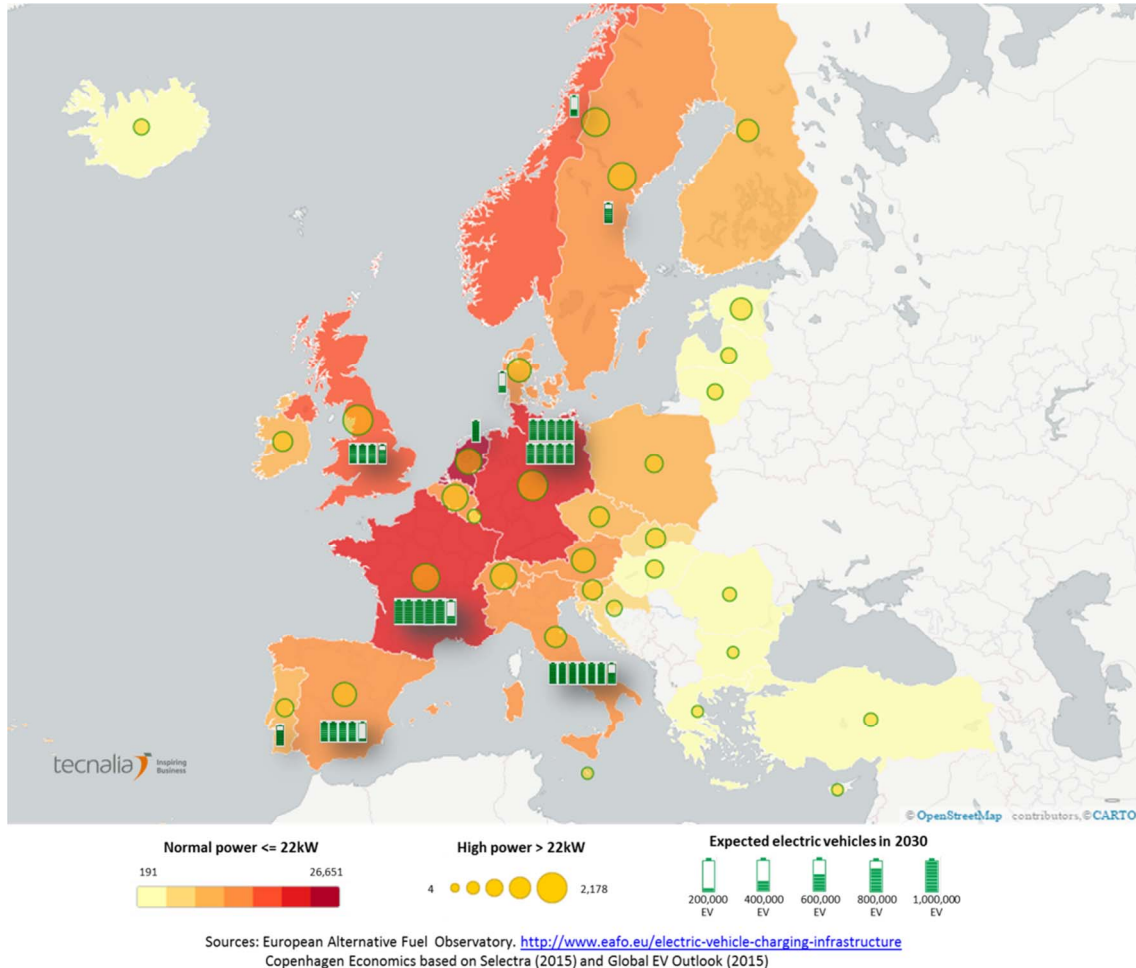 tecnalia Inspiring
Business
© OpenStreetMap contributors, © CARTO
Normal power <= 22kW
191 26,651
High power > 22kW
4 2,178
Expected electric vehicles in 2030
200,000 400,000 600,000 800,000 1,000,000
EV EV EV EV EV
Sources: European Alternative Fuel Observatory. http://www.eafo.eu/electric-vehicle-charging-infrastructure
Copenhagen Economics based on Selectra (2015) and Global EV Outlook (2015)